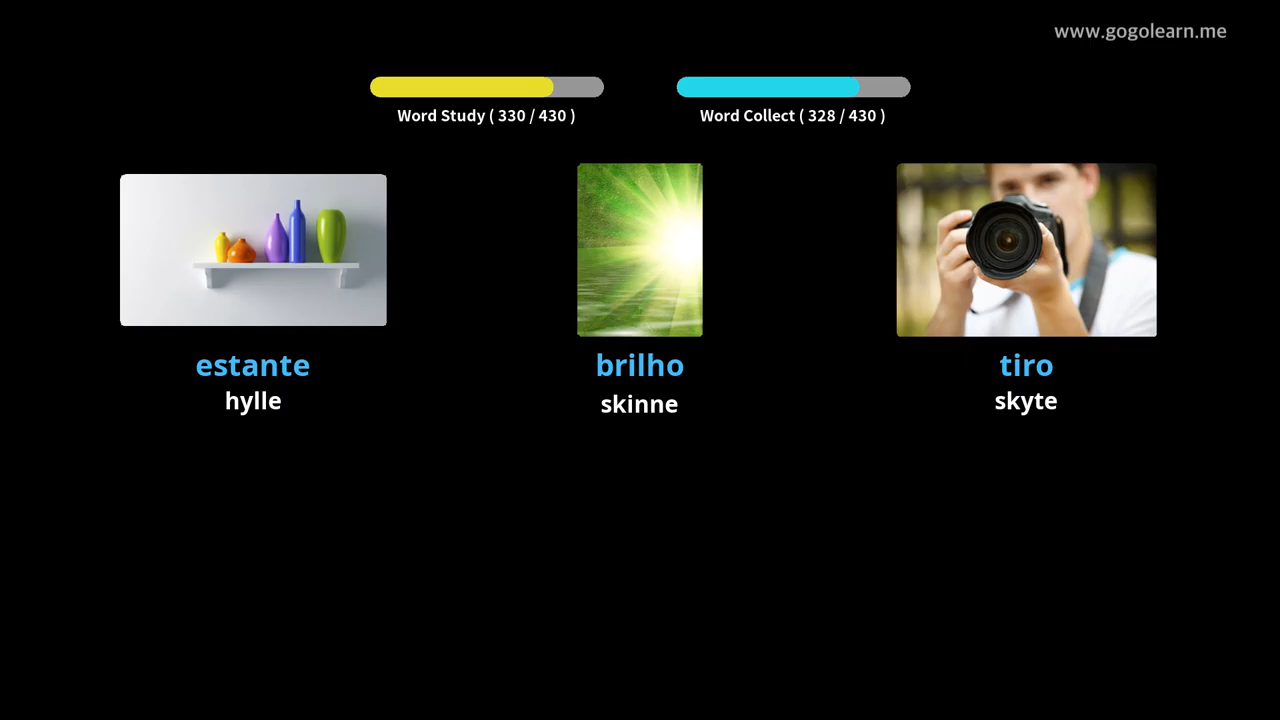 www.gogolearn.me
Word Study ( 330 / 430 )
Word Collect ( 328 / 430 )
estante
hylle
brilho
skinne
tiro
skyte